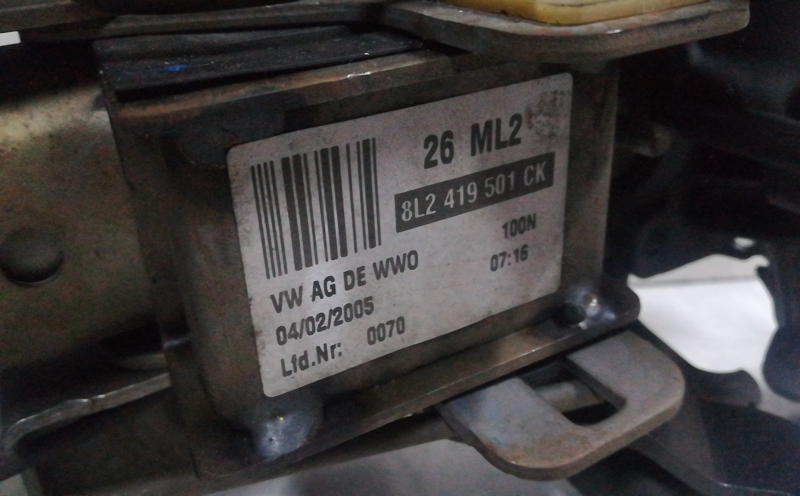 26 ML2
8L2 419 501 CK
100N
VW AG DE WWO
07:16
04/02/2005
Lfd.Nr: 0070